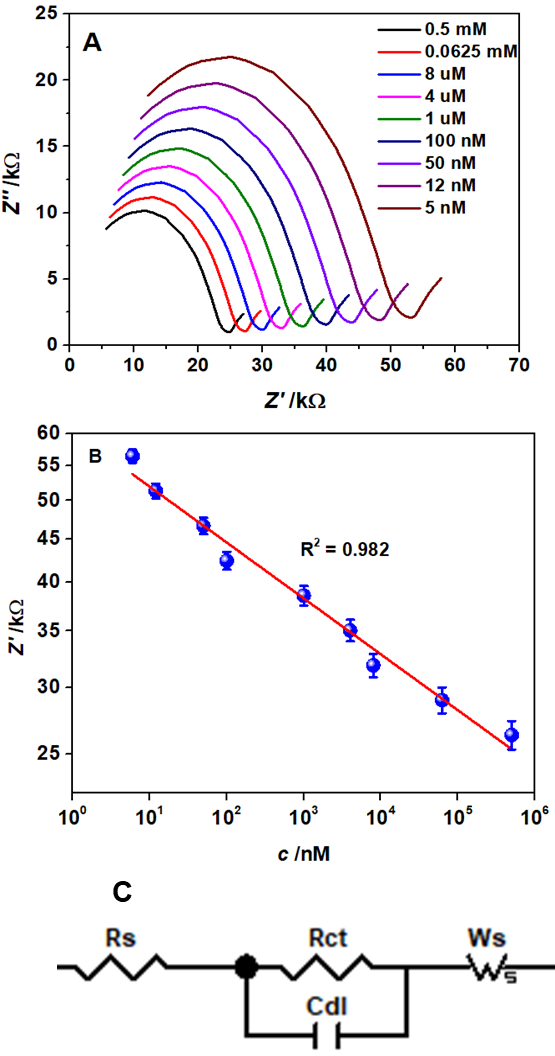 A
0.5 mM
0.0625 mM
8 uM
4 uM
1 uM
100 nM
50 nM
12 nM
5 nM
25
20
15
10
5
0
Z'' /kΩ
0 10 20 30 40 50 60 70
Z' /kΩ
B
60
55
50
45
40
35
30
25
Z' /kΩ
R² = 0.982
10⁰ 10¹ 10² 10³ 10⁴ 10⁵ 10⁶
c /nM
C
Rs Rct Ws
s
Cdl